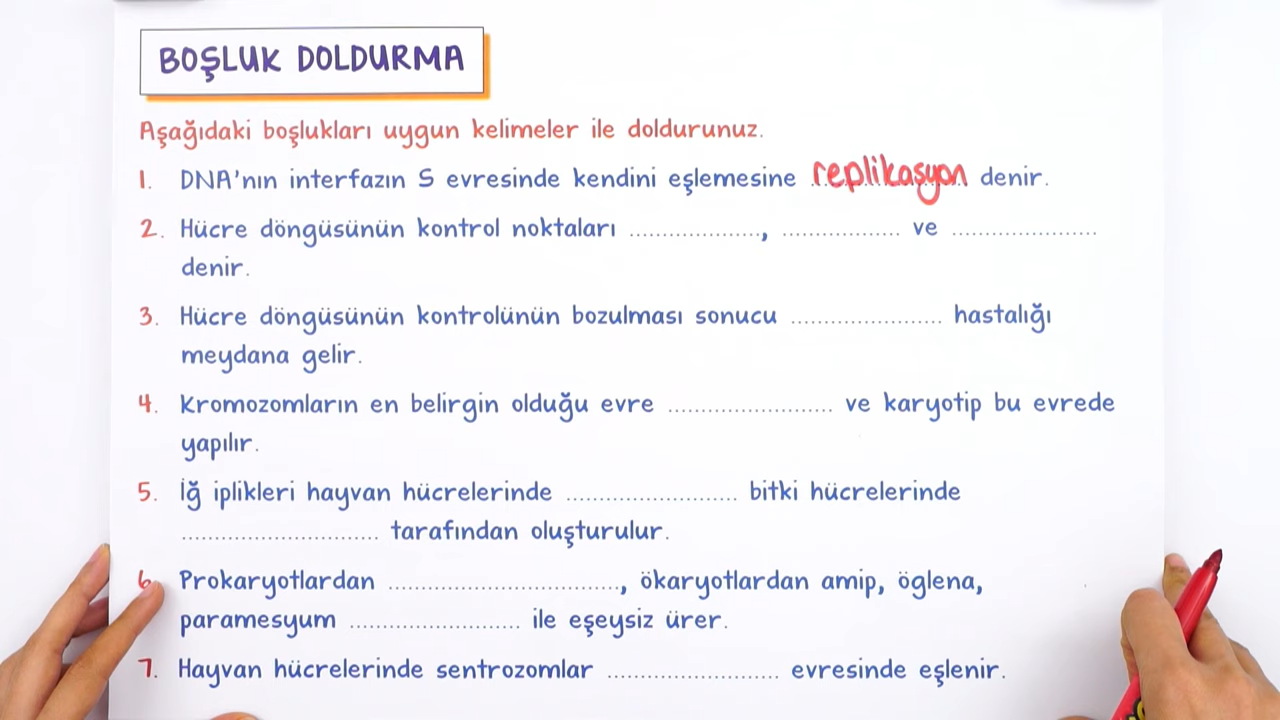 BOŞLUK DOLDURMA
Aşağıdaki boşlukları uygun kelimeler ile doldurunuz.
1. DNA'nın interfazın S evresinde kendini eşlemesine replikasyon denir.
2. Hücre döngüsünün kontrol noktaları ...................., .................. ve ......................
denir.
3. Hücre döngüsünün kontrolünün bozulması sonucu ....................... hastalığı
meydana gelir.
4. Kromozomların en belirgin olduğu evre ......................... ve karyotip bu evrede
yapılır.
5. İğ iplikleri hayvan hücrelerinde .......................... bitki hücrelerinde
.............................. tarafından oluşturulur.
6. Prokaryotlardan ...................................., ökaryotlardan amip, öglena,
paramesyum .......................... ile eşeysiz ürer.
7. Hayvan hücrelerinde sentrozomlar .......................... evresinde eşlenir.